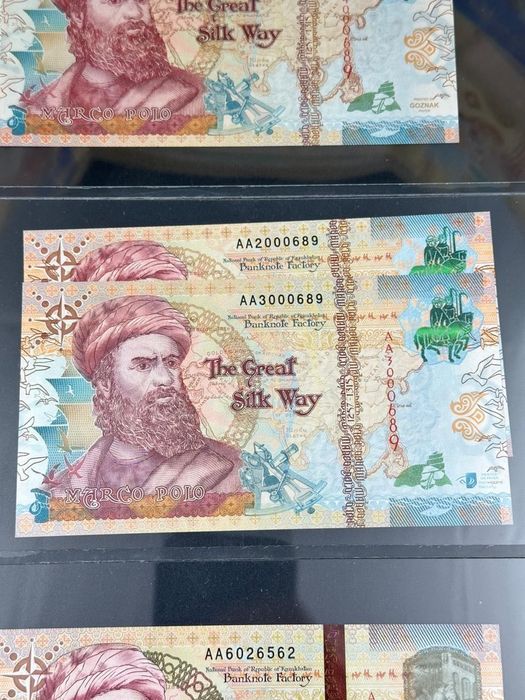 The Great
Silk Way
MARCO POLO
GOZNAK
AA2000689
National Bank of Republic of Kazakhstan
Banknote Factory
AA3000689
National Bank of Republic of Kazakhstan
Banknote Factory
The Great
Silk Way
AA3000689
MARCO POLO
AA6026562
National Bank of Republic of Kazakhstan
Banknote Factory